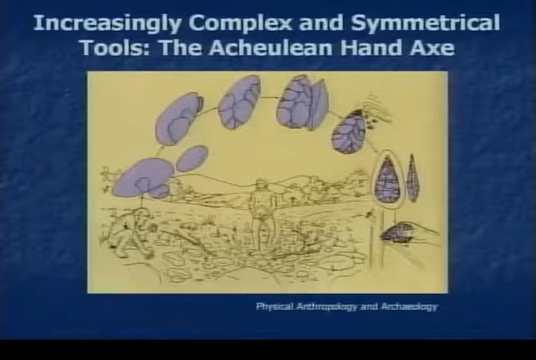 Increasingly Complex and Symmetrical
Tools: The Acheulean Hand Axe
Physical Anthropology and Archaeology